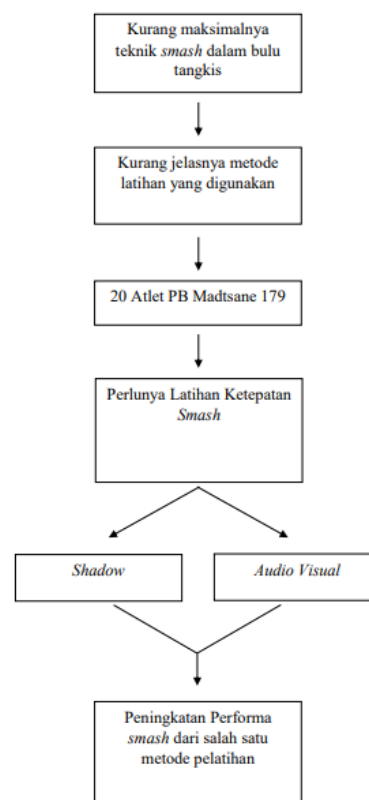 Kurang maksimalnya
teknik smash dalam bulu
tangkis
Kurang jelasnya metode
latihan yang digunakan
20 Atlet PB Madtsane 179
Perlunya Latihan Ketepatan
Smash
Shadow
Audio Visual
Peningkatan Performa
smash dari salah satu
metode pelatihan